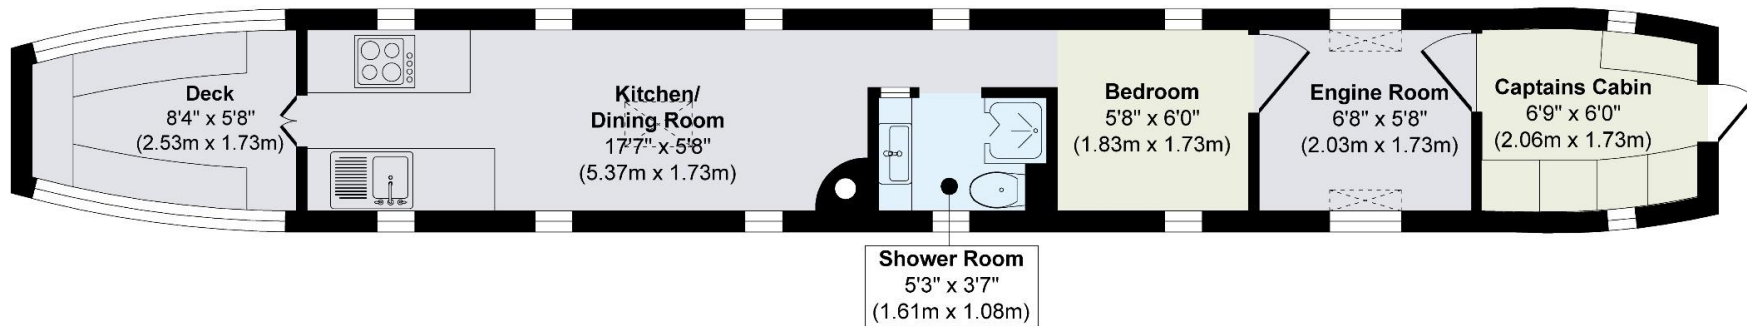 Deck
8'4" x 5'8"
(2.53m x 1.73m)
Kitchen/
Dining Room
17'7" x 5'8"
(5.37m x 1.73m)
Bedroom
5'8" x 6'0"
(1.83m x 1.73m)
Engine Room
6'8" x 5'8"
(2.03m x 1.73m)
Captains Cabin
6'9" x 6'0"
(2.06m x 1.73m)
Shower Room
5'3" x 3'7"
(1.61m x 1.08m)